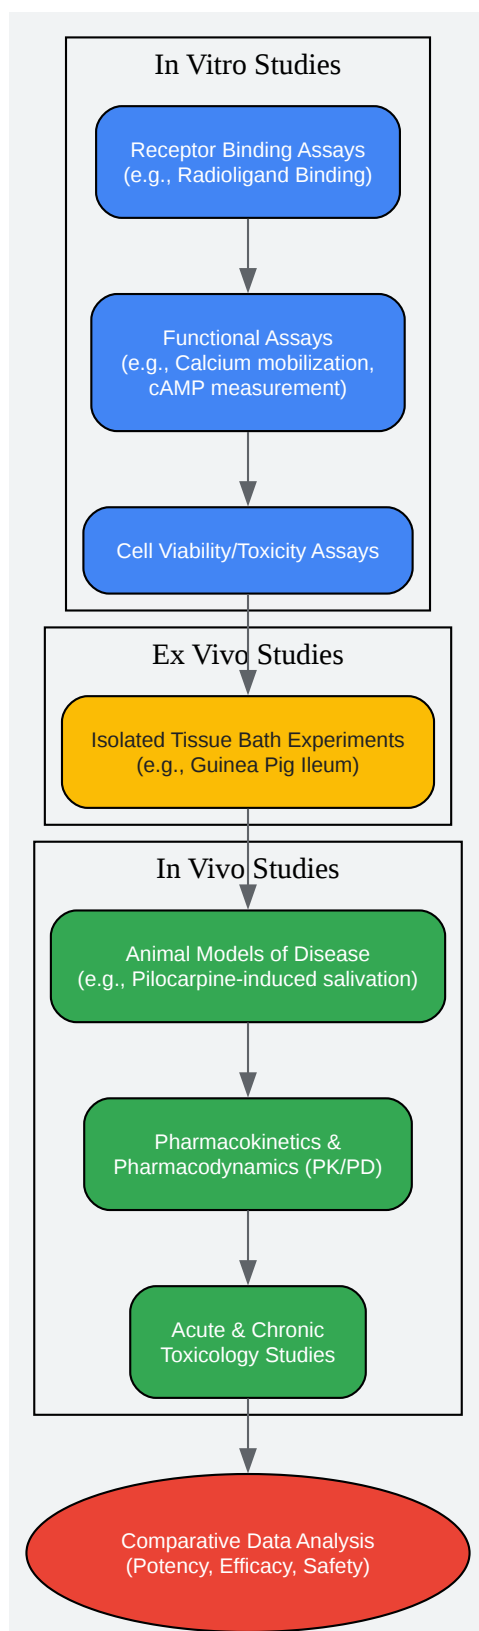 In Vitro Studies
Receptor Binding Assays
(e.g., Radioligand Binding)
Functional Assays
(e.g., Calcium mobilization,
cAMP measurement)
Cell Viability/Toxicity Assays
Ex Vivo Studies
Isolated Tissue Bath Experiments
(e.g., Guinea Pig Ileum)
In Vivo Studies
Animal Models of Disease
(e.g., Pilocarpine-induced salivation)
Pharmacokinetics &
Pharmacodynamics (PK/PD)
Acute & Chronic
Toxicology Studies
Comparative Data Analysis
(Potency, Efficacy, Safety)